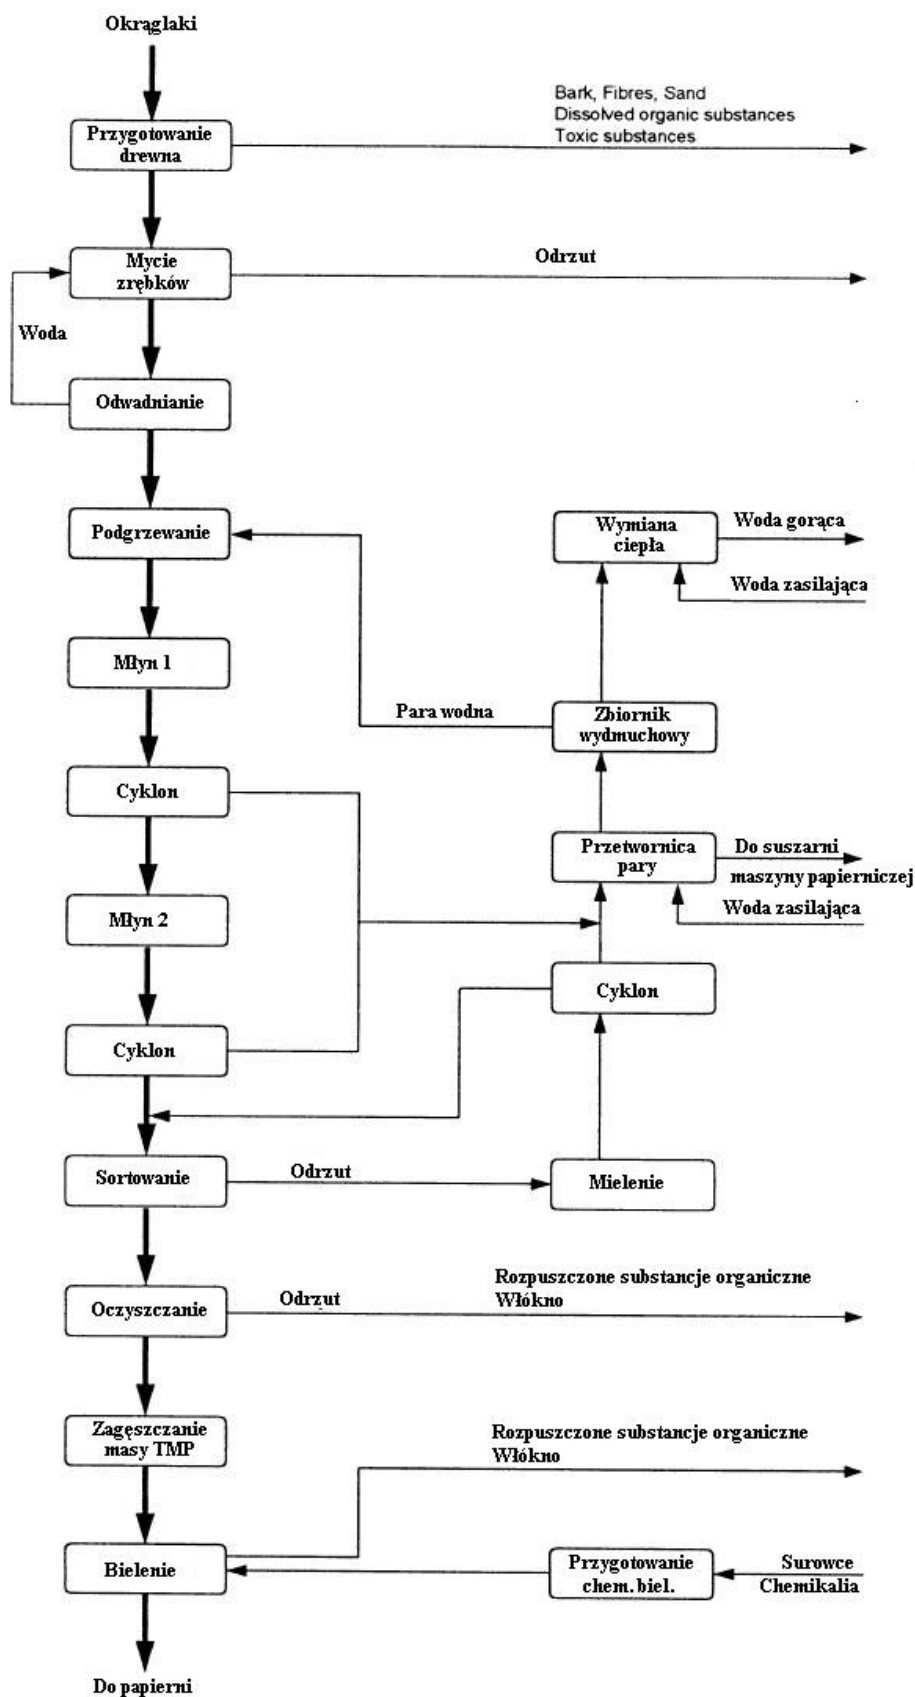 Okrąglaki
Bark, Fibres, Sand
Dissolved organic substances
Toxic substances
Przygotowanie
drewna
Mycie
zrębków
Odrzut
Woda
Odwadnianie
Podgrzewanie
Wymiana
ciepła
Woda gorąca
Woda zasilająca
Młyn 1
Para wodna
Zbiornik
wydmuchowy
Cyklon
Przetwornica
pary
Do suszarni
maszyny papierniczej
Woda zasilająca
Młyn 2
Cyklon
Cyklon
Sortowanie
Odrzut
Mielenie
Oczyszczanie
Odrzut
Rozpuszczone substancje organiczne
Włókno
Zagęszczanie
masy TMP
Rozpuszczone substancje organiczne
Włókno
Bielenie
Przygotowanie
chem. biel.
Surowce
Chemikalia
Do papierni